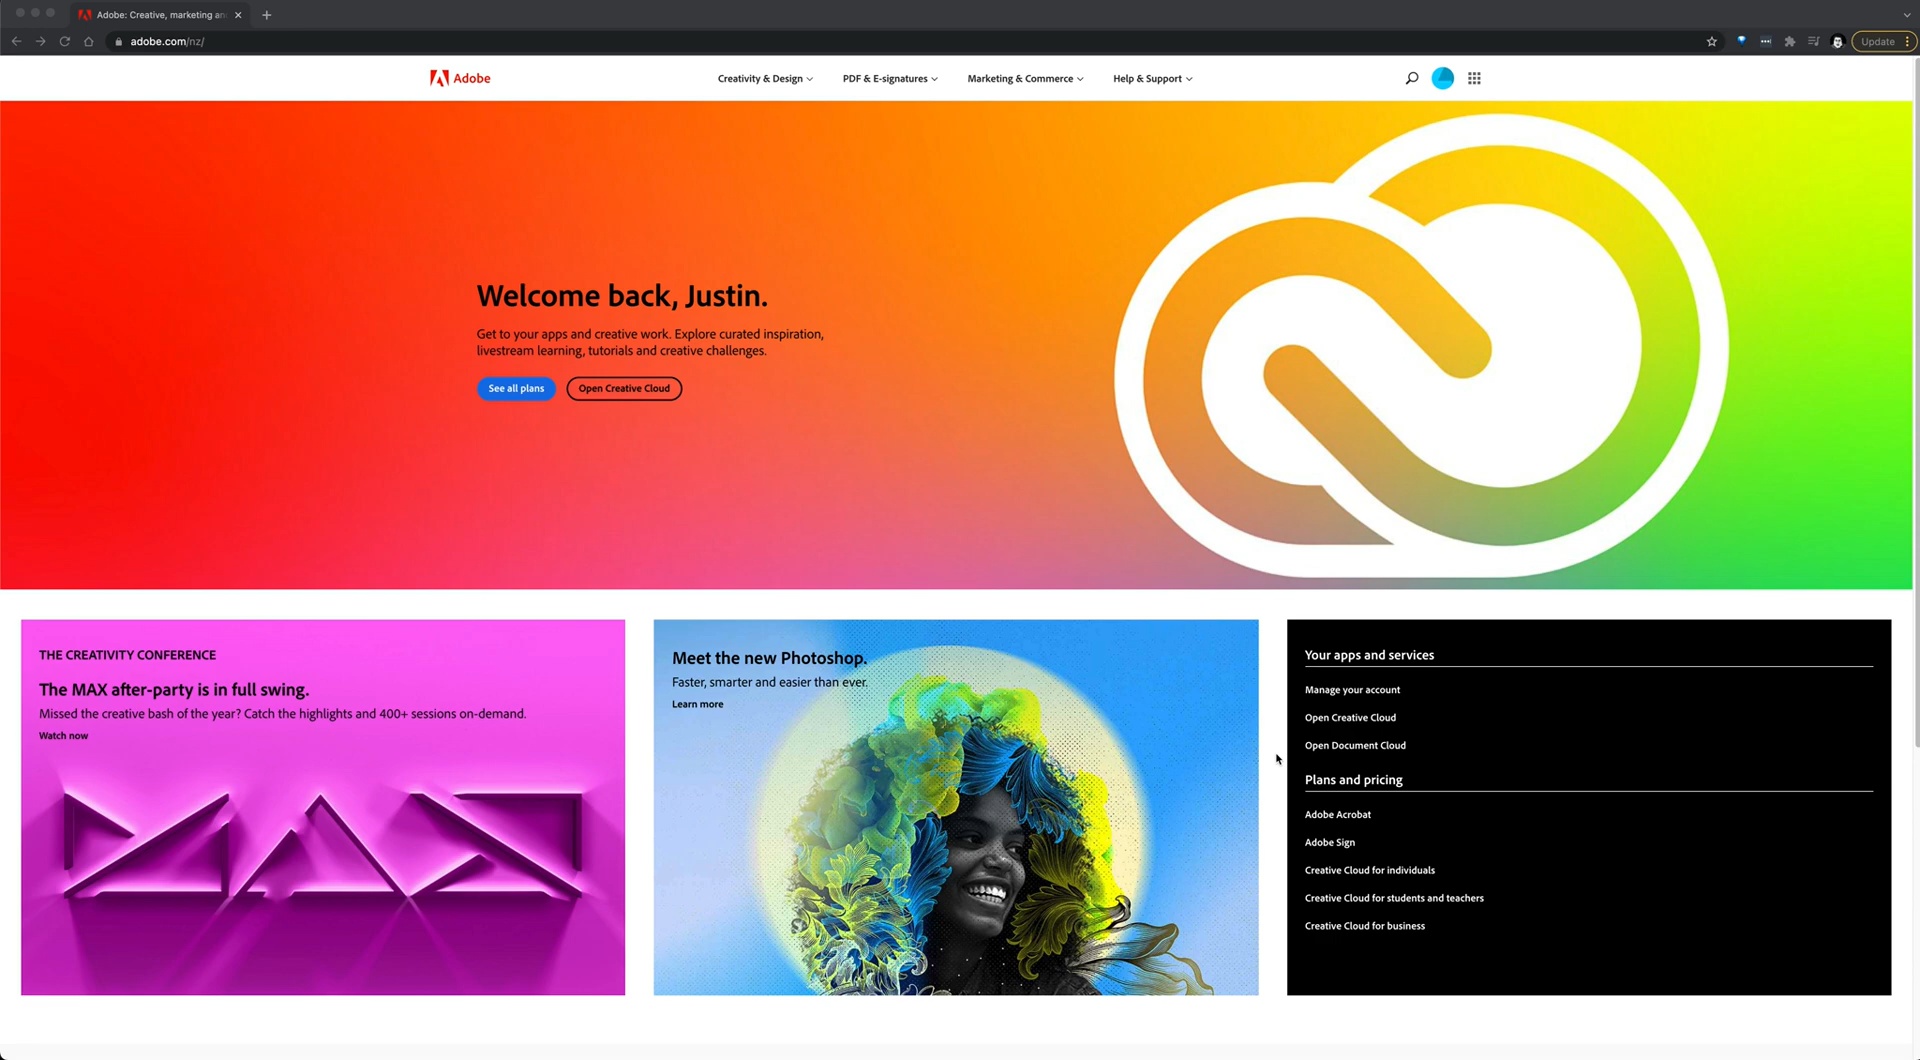 Adobe: Creative, marketing an
adobe.com/nz/
Update
Adobe
Creativity & Design
PDF & E-signatures
Marketing & Commerce
Help & Support
Welcome back, Justin.
Get to your apps and creative work. Explore curated inspiration,
livestream learning, tutorials and creative challenges.
See all plans
Open Creative Cloud
THE CREATIVITY CONFERENCE
The MAX after-party is in full swing.
Missed the creative bash of the year? Catch the highlights and 400+ sessions on-demand.
Watch now
MAX
Meet the new Photoshop.
Faster, smarter and easier than ever.
Learn more
Your apps and services
Manage your account
Open Creative Cloud
Open Document Cloud
Plans and pricing
Adobe Acrobat
Adobe Sign
Creative Cloud for individuals
Creative Cloud for students and teachers
Creative Cloud for business